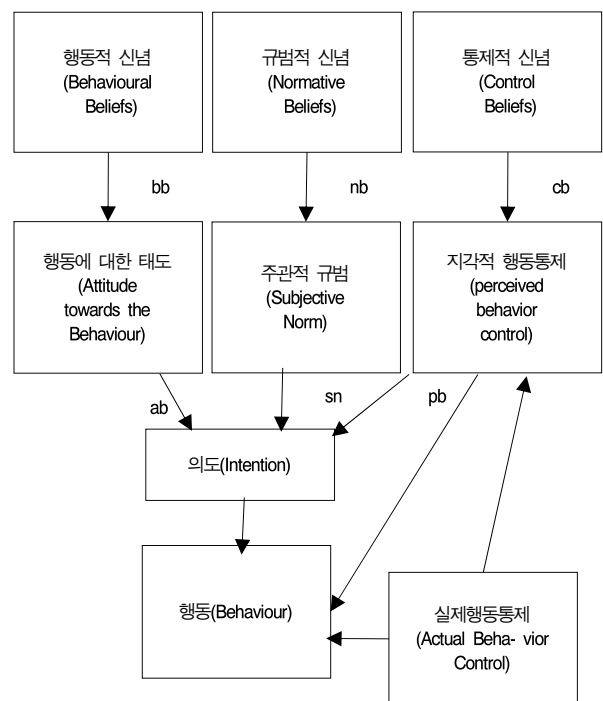 행동적 신념
(Behavioural
Beliefs)
규범적 신념
(Normative
Beliefs)
통제적 신념
(Control
Beliefs)
bb
nb
cb
행동에 대한 태도
(Attitude
towards the
Behaviour)
주관적 규범
(Subjective
Norm)
지각적 행동통제
(perceived
behavior
control)
ab
sn
pb
의도(Intention)
행동(Behaviour)
실제행동통제
(Actual Beha- vior
Control)